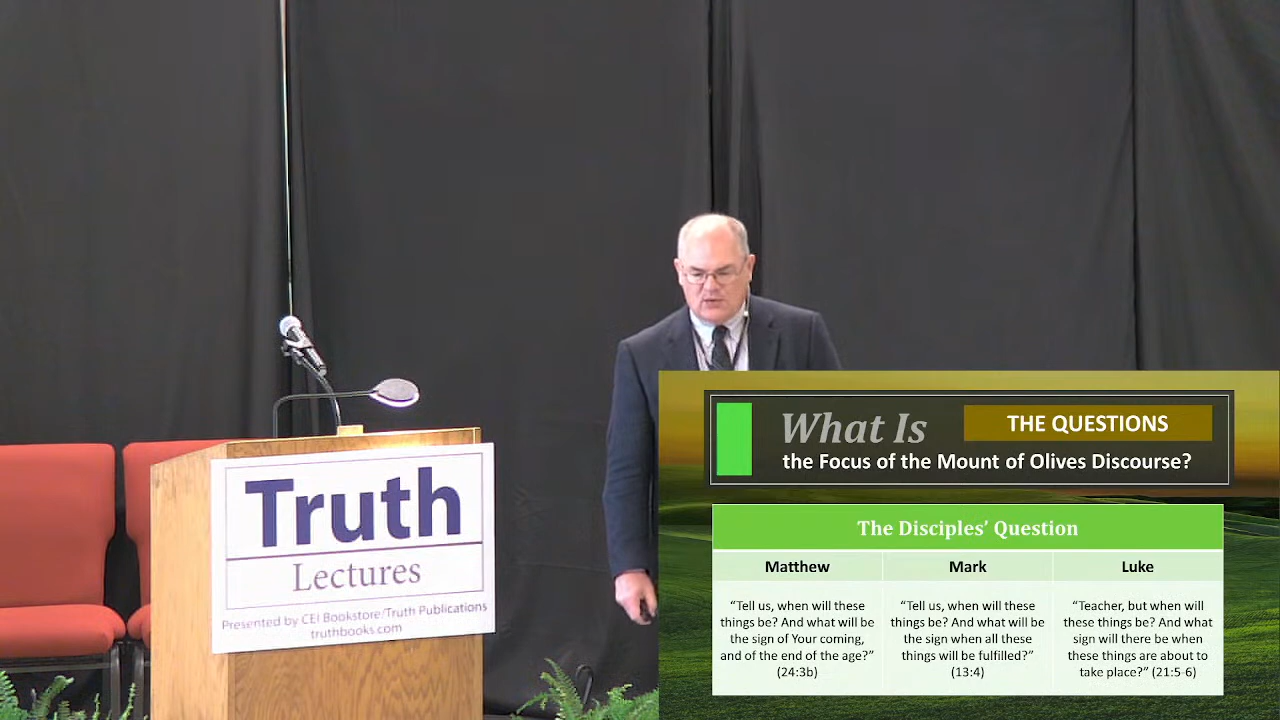 Truth
Lectures
Presented by CEI Bookstore/Truth Publications
truthbooks.com
What Is
THE QUESTIONS
the Focus of the Mount of Olives Discourse?
The Disciples’ Question
Matthew
“Tell us, when will these
things be? And what will be
the sign of Your coming,
and of the end of the age?”
(24:3b)
Mark
“Tell us, when will these
things be? And what will be
the sign when all these
things will be fulfilled?”
(13:4)
Luke
“Teacher, but when will
these things be? And what
sign will there be when
these things are about to
take place?” (21:5-6)